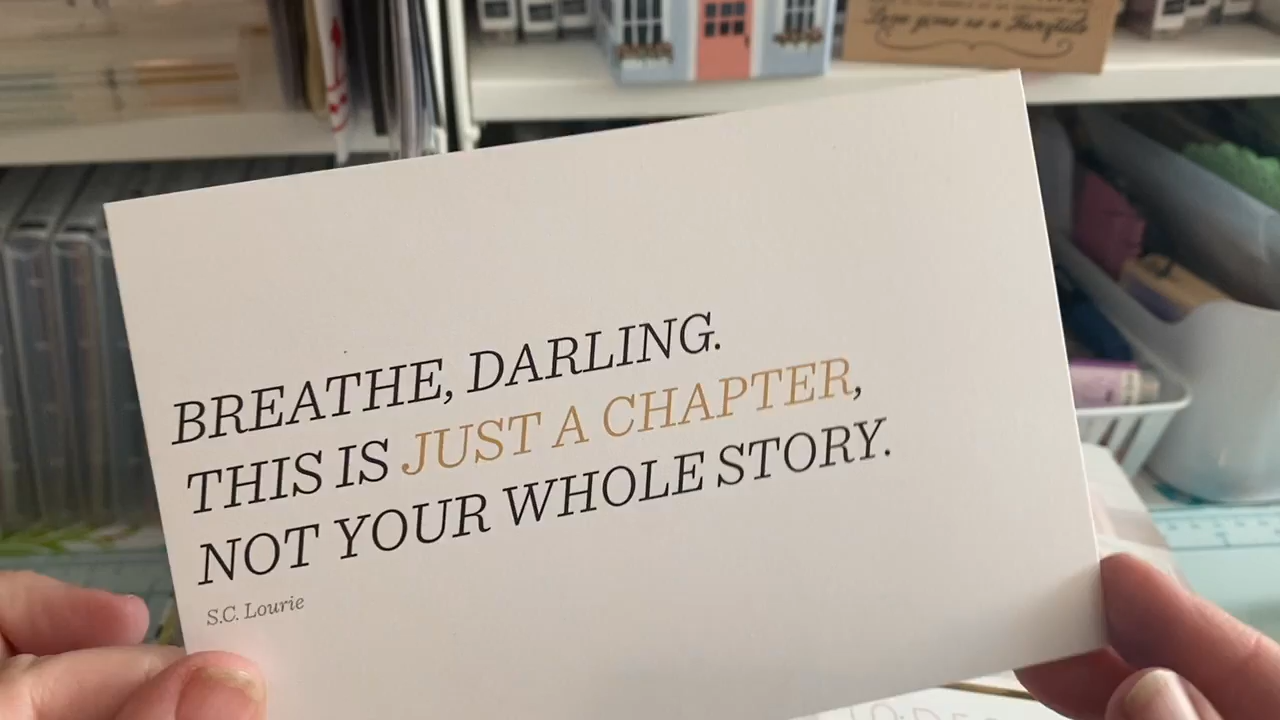 BREATHE, DARLING.
THIS IS JUST A CHAPTER,
NOT YOUR WHOLE STORY.
S.C. Lourie